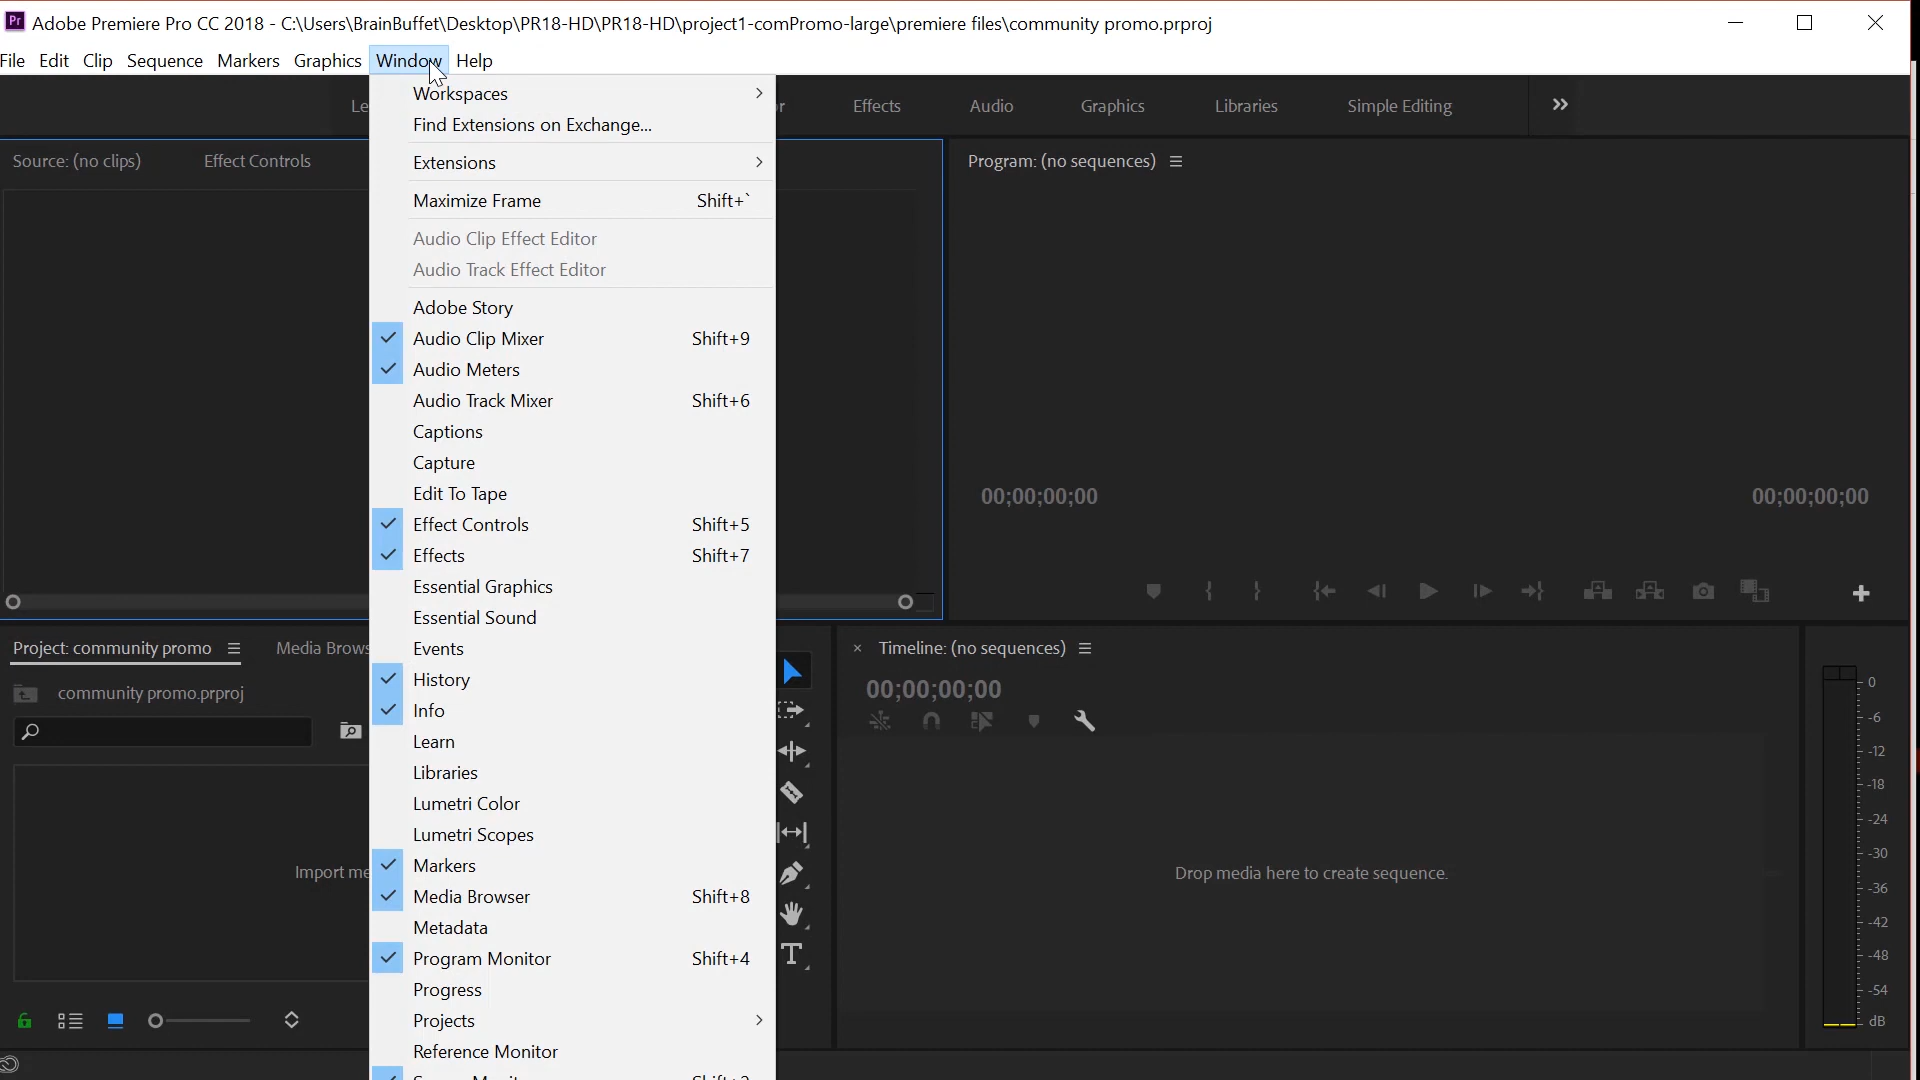 Pr Adobe Premiere Pro CC 2018 - C:\Users\BrainBuffet\Desktop\PR18-HD\PR18-HD\project1-comPromo-large\premiere files\community promo.prproj
File Edit Clip Sequence Markers Graphics Window Help
Effects Audio Graphics Libraries Simple Editing
Source: (no clips) Effect Controls
Workspaces
Find Extensions on Exchange...
Extensions
Maximize Frame Shift+`
Audio Clip Effect Editor
Audio Track Effect Editor
Adobe Story
Audio Clip Mixer Shift+9
Audio Meters
Audio Track Mixer Shift+6
Captions
Capture
Edit To Tape
Effect Controls Shift+5
Effects Shift+7
Essential Graphics
Essential Sound
Events
History
Info
Learn
Libraries
Lumetri Color
Lumetri Scopes
Markers
Media Browser Shift+8
Metadata
Program Monitor Shift+4
Progress
Projects
Reference Monitor
Program: (no sequences)
00;00;00;00 00;00;00;00
Project: community promo Media Brows
community promo.prproj
Import me
Timeline: (no sequences)
00;00;00;00
Drop media here to create sequence.
0
-6
-12
-18
-24
-30
-36
-42
-48
-54
dB